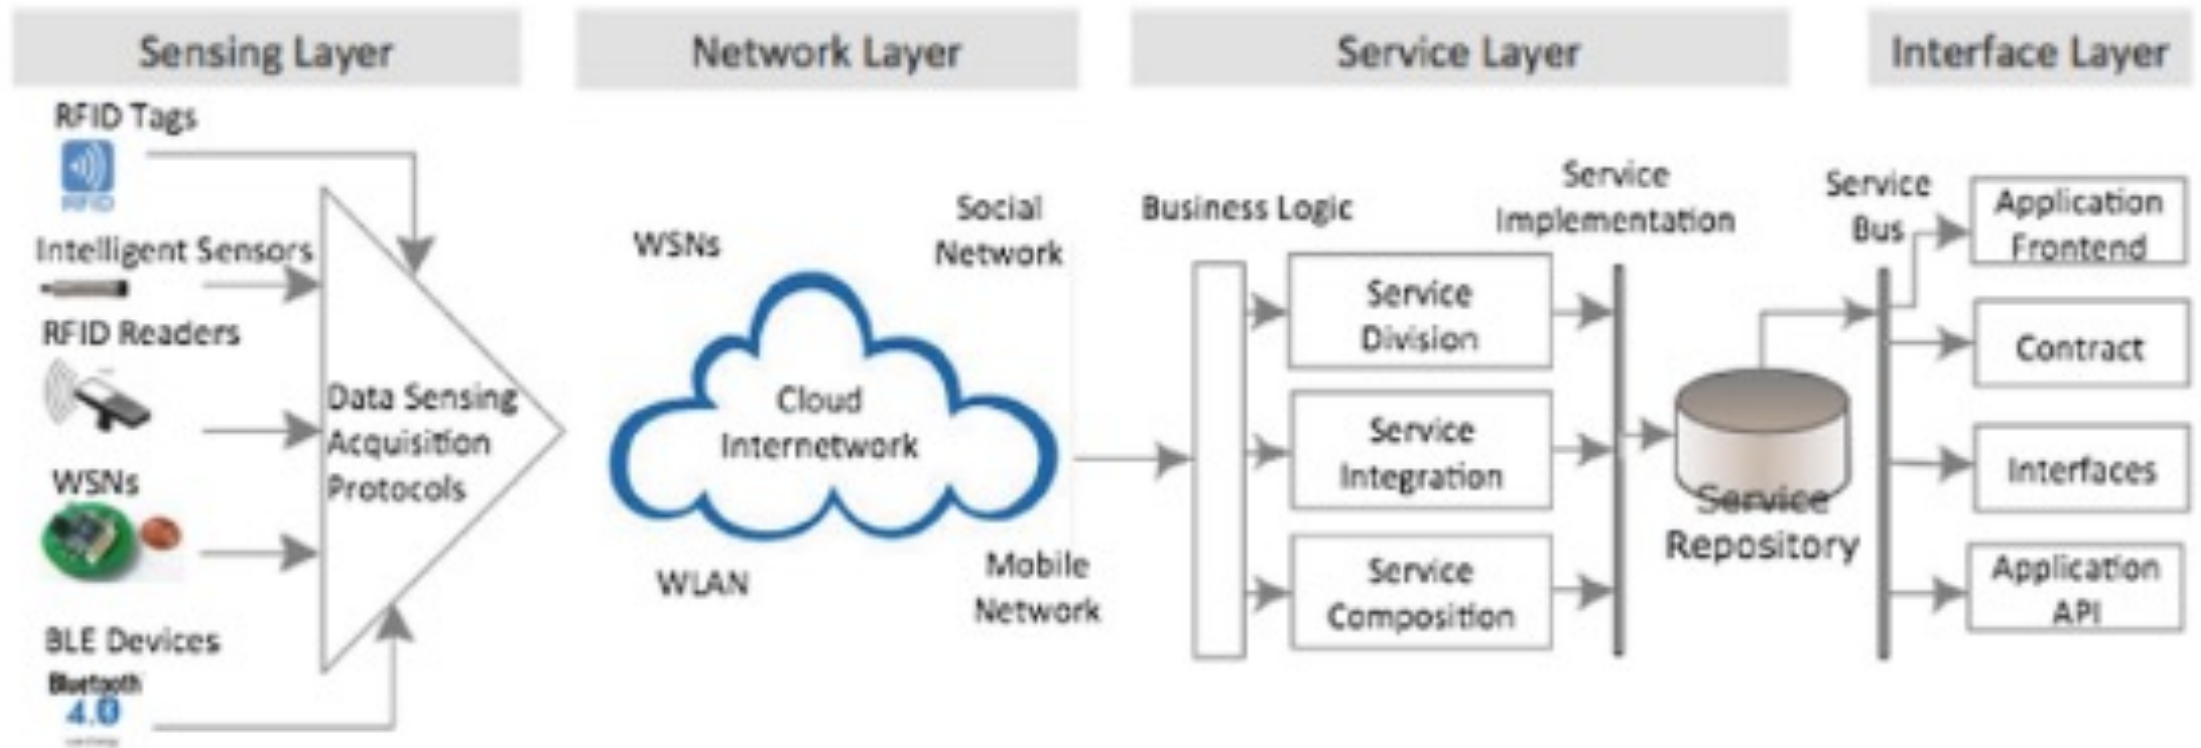 Sensing Layer
Network Layer
Service Layer
Interface Layer
RFID Tags
RFID
Intelligent Sensors
RFID Readers
WSNs
BLE Devices
Bluetooth
4.0
Data Sensing
Acquisition
Protocols
WSNs
Social
Network
Cloud
Internetwork
WLAN
Mobile
Network
Business Logic
Service
Division
Service
Integration
Service
Composition
Service
Implementation
Service
Repository
Service
Bus
Application
Frontend
Contract
Interfaces
Application
API